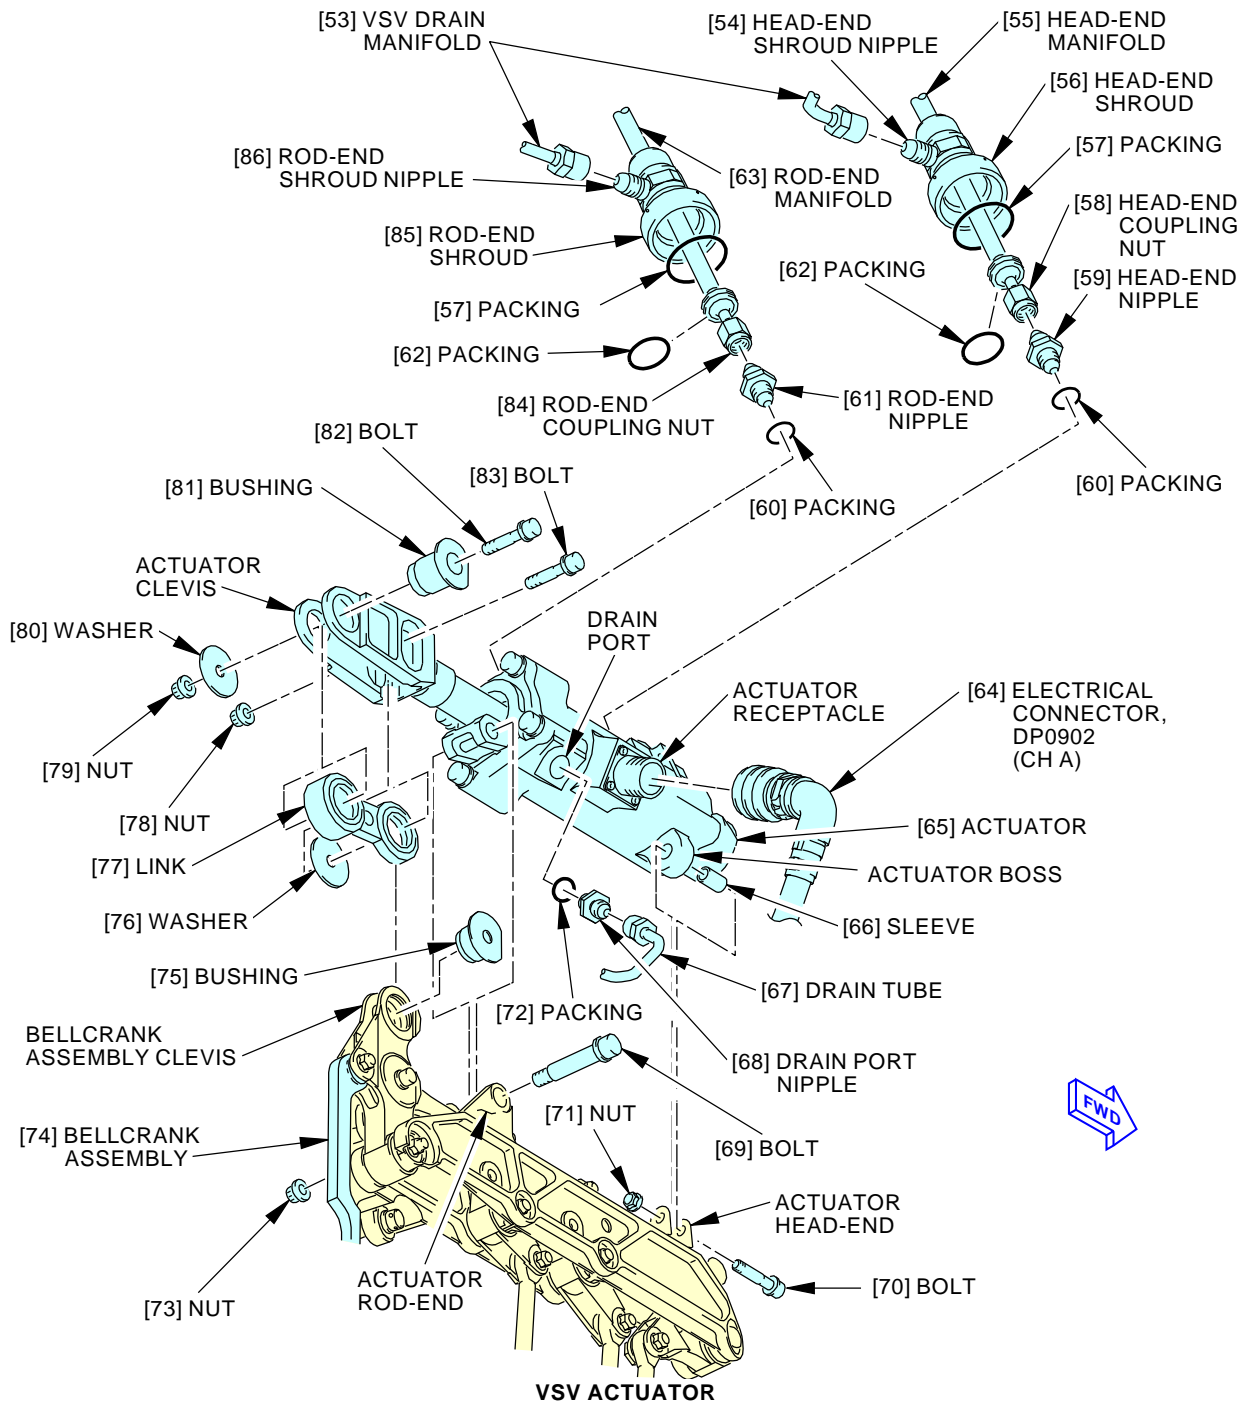 [53] VSV DRAIN
MANIFOLD
[54] HEAD-END
SHROUD NIPPLE
[55] HEAD-END
MANIFOLD
[56] HEAD-END
SHROUD
[57] PACKING
[86] ROD-END
SHROUD NIPPLE
[63] ROD-END
MANIFOLD
[58] HEAD-END
COUPLING
NUT
[85] ROD-END
SHROUD
[62] PACKING
[59] HEAD-END
NIPPLE
[57] PACKING
[62] PACKING
[84] ROD-END
COUPLING NUT
[61] ROD-END
NIPPLE
[82] BOLT
[83] BOLT
[81] BUSHING
[60] PACKING
[60] PACKING
ACTUATOR
CLEVIS
[80] WASHER
DRAIN
PORT
ACTUATOR
RECEPTACLE
[64] ELECTRICAL
CONNECTOR,
DP0902
(CH A)
[79] NUT
[78] NUT
[65] ACTUATOR
[77] LINK
ACTUATOR BOSS
[76] WASHER
[66] SLEEVE
[75] BUSHING
[67] DRAIN TUBE
[72] PACKING
BELLCRANK
ASSEMBLY CLEVIS
[68] DRAIN PORT
NIPPLE
[71] NUT
FWD
[74] BELLCRANK
ASSEMBLY
[69] BOLT
ACTUATOR
HEAD-END
ACTUATOR
ROD-END
[73] NUT
[70] BOLT
VSV ACTUATOR